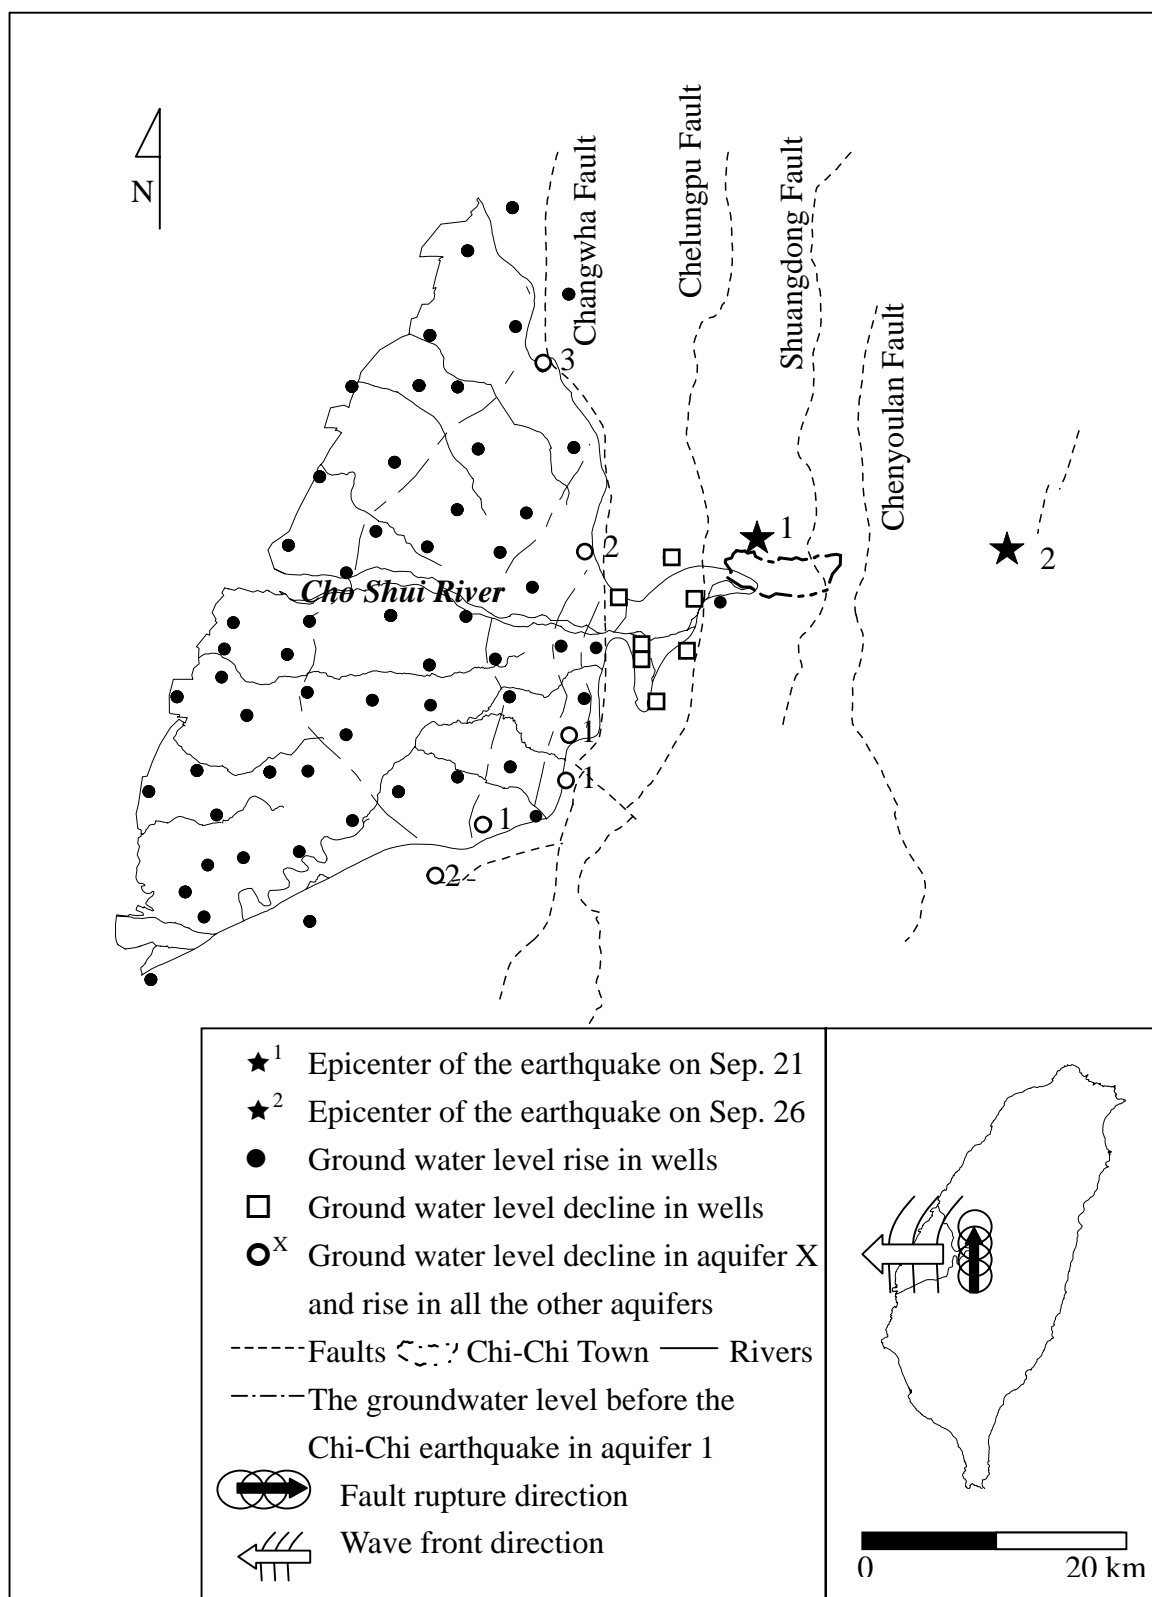 N
Changwha Fault
Chelungpu Fault
Shuangdong Fault
Chenyoulan Fault
3
1
2
2
Cho Shui River
1
1
1
2
1 Epicenter of the earthquake on Sep. 21
2 Epicenter of the earthquake on Sep. 26
Ground water level rise in wells
Ground water level decline in wells
X Ground water level decline in aquifer X
and rise in all the other aquifers
Faults Chi-Chi Town Rivers
The groundwater level before the
Chi-Chi earthquake in aquifer 1
Fault rupture direction
Wave front direction
0 20 km